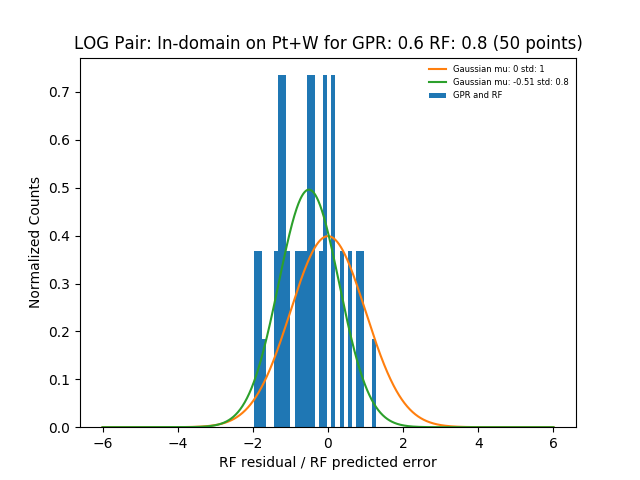 LOG Pair: In-domain on Pt+W for GPR: 0.6 RF: 0.8 (50 points)
Gaussian mu: 0 std: 1
Gaussian mu: -0.51 std: 0.8
GPR and RF
Normalized Counts
0.7
0.6
0.5
0.4
0.3
0.2
0.1
0.0
−6 −4 −2 0 2 4 6
RF residual / RF predicted error